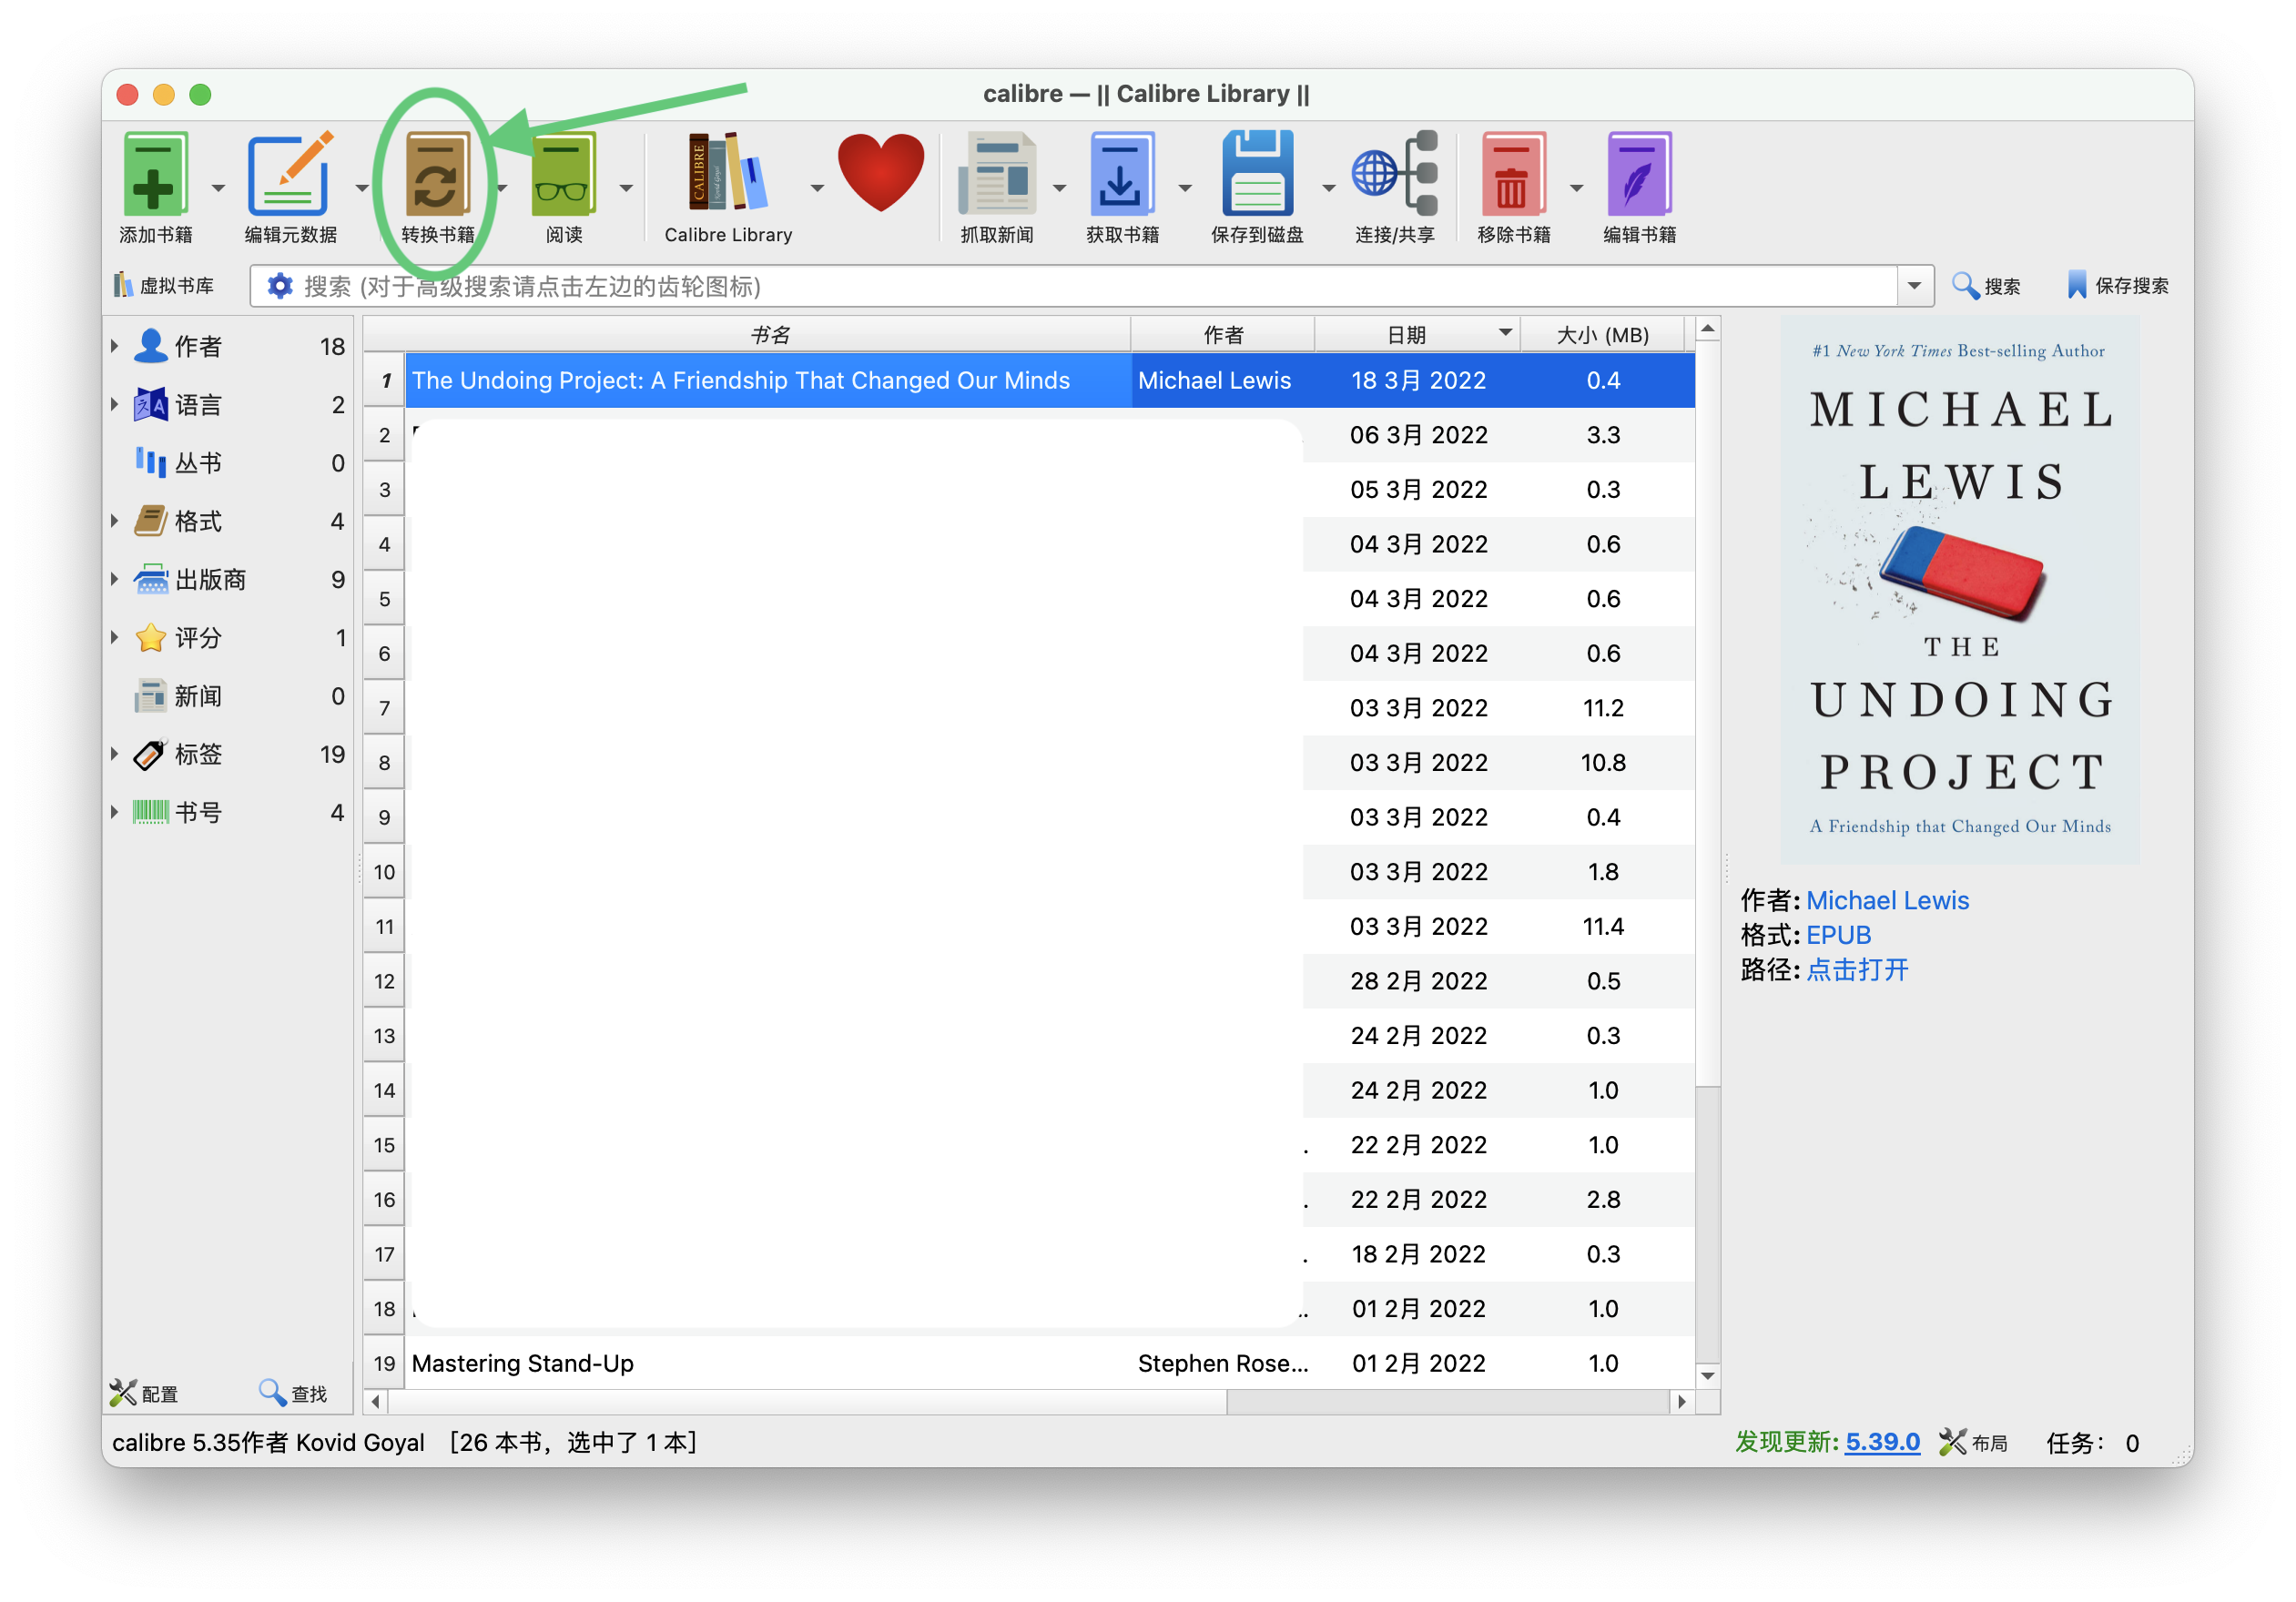 calibre — || Calibre Library ||
添加书籍
编辑元数据
转换书籍
阅读
CALIBRE
Calibre Library
抓取新闻
获取书籍
保存到磁盘
连接/共享
移除书籍
编辑书籍
虚拟书库
搜索 (对于高级搜索请点击左边的齿轮图标)
搜索
保存搜索
作者 18
语言 2
丛书 0
格式 4
出版商 9
评分 1
新闻 0
标签 19
书号 4
配置
查找
书名 作者 日期 大小 (MB)
1 The Undoing Project: A Friendship That Changed Our Minds Michael Lewis 18 3月 2022 0.4
2 06 3月 2022 3.3
3 05 3月 2022 0.3
4 04 3月 2022 0.6
5 04 3月 2022 0.6
6 04 3月 2022 0.6
7 03 3月 2022 11.2
8 03 3月 2022 10.8
9 03 3月 2022 0.4
10 03 3月 2022 1.8
11 03 3月 2022 11.4
12 28 2月 2022 0.5
13 24 2月 2022 0.3
14 24 2月 2022 1.0
15 22 2月 2022 1.0
16 22 2月 2022 2.8
17 18 2月 2022 0.3
18 01 2月 2022 1.0
19 Mastering Stand-Up Stephen Rose... 01 2月 2022 1.0
#1 New York Times Best-selling Author
MICHAEL
LEWIS
THE
UNDOING
PROJECT
A Friendship that Changed Our Minds
作者: Michael Lewis
格式: EPUB
路径: 点击打开
calibre 5.35作者 Kovid Goyal [26 本书，选中了 1 本]
发现更新: 5.39.0
布局
任务： 0